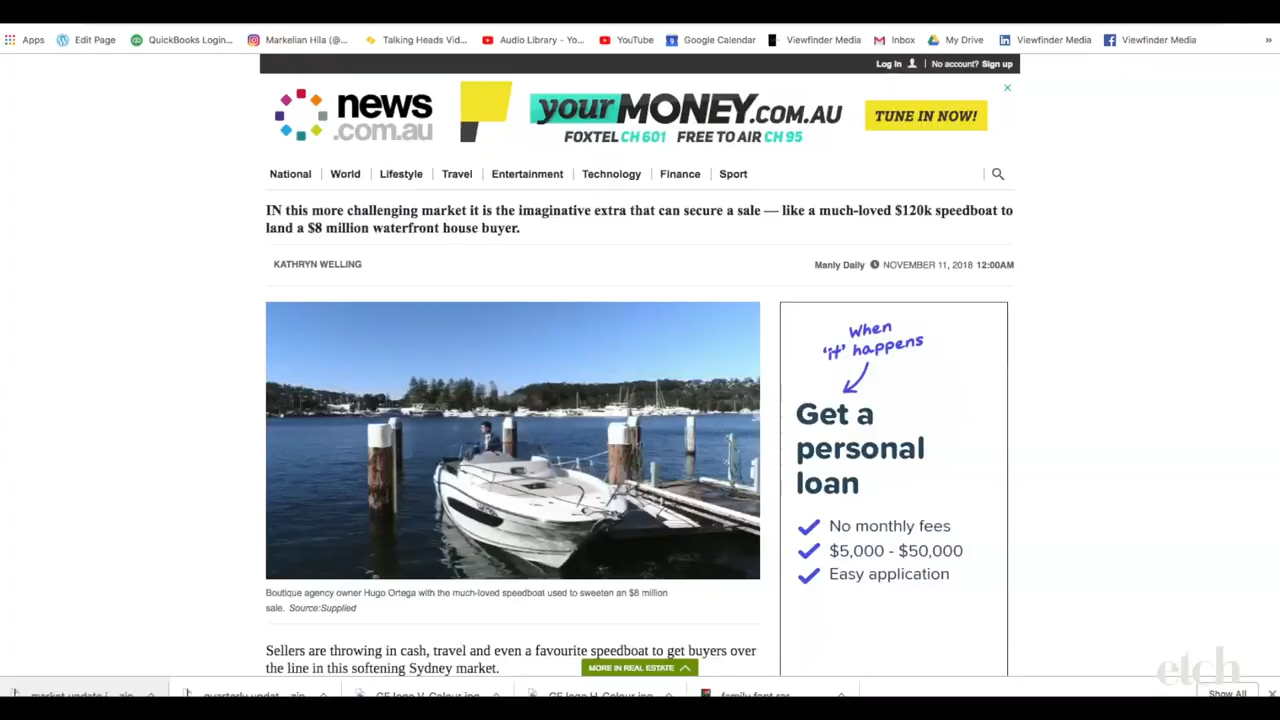 Apps Edit Page QuickBooks Login... Markelian Hila (@... Talking Heads Vid... Audio Library - Yo... YouTube Google Calendar Viewfinder Media Inbox My Drive Viewfinder Media Viewfinder Media »
Log In | No account? Sign up
news
.com.au
yourMONEY.COM.AU
FOXTEL CH 601 FREE TO AIR CH 95
TUNE IN NOW!
National World Lifestyle Travel Entertainment Technology Finance Sport
IN this more challenging market it is the imaginative extra that can secure a sale — like a much-loved $120k speedboat to
land a $8 million waterfront house buyer.
KATHRYN WELLING
Manly Daily NOVEMBER 11, 2018 12:00AM
When
'it' happens
Get a
personal
loan
No monthly fees
$5,000 - $50,000
Easy application
Boutique agency owner Hugo Ortega with the much-loved speedboat used to sweeten an $8 million
sale. Source:Supplied
Sellers are throwing in cash, travel and even a favourite speedboat to get buyers over
the line in this softening Sydney market.
MORE IN REAL ESTATE
etch
Show All